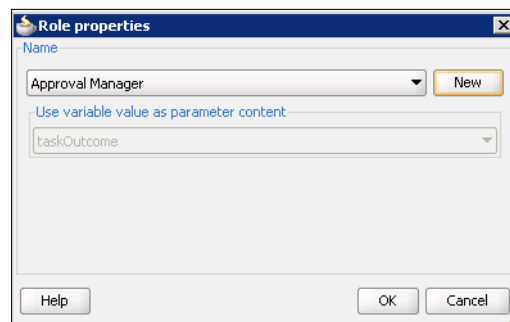 Role properties
Name
Approval Manager
New
Use variable value as parameter content
taskOutcome
Help
OK
Cancel